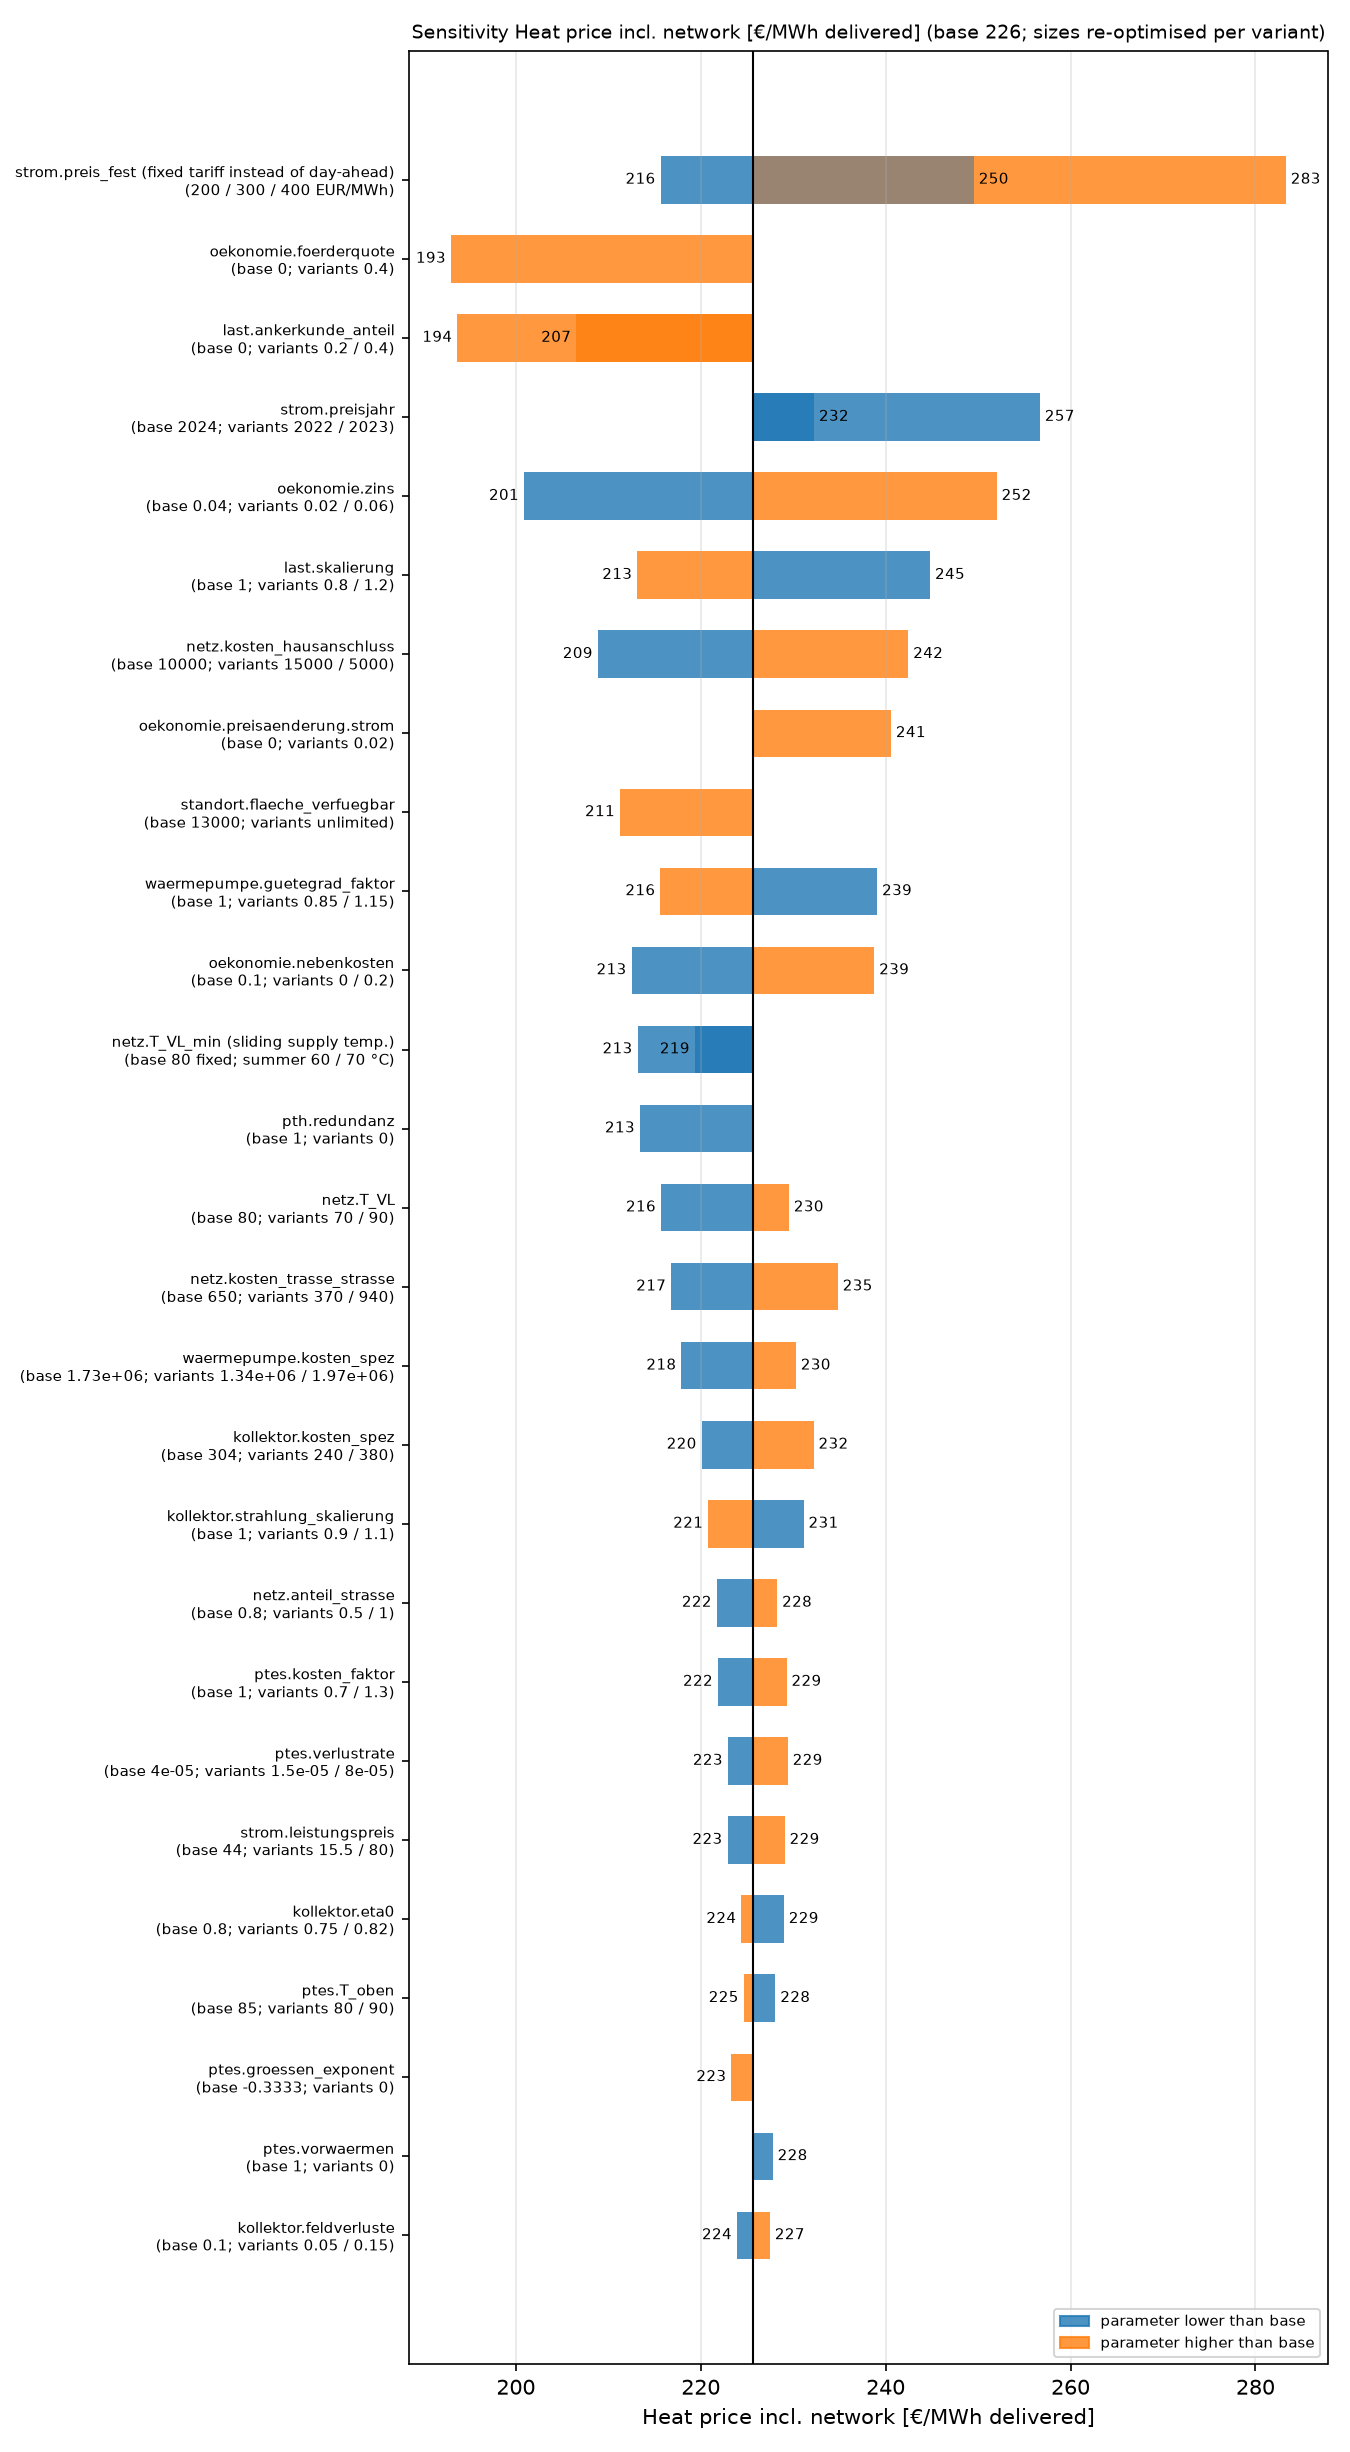 Sensitivity Heat price incl. network [€/MWh delivered] (base 226; sizes re-optimised per variant)
strom.preis_fest (fixed tariff instead of day-ahead)
(200 / 300 / 400 EUR/MWh)
216
250
283
oekonomie.foerderquote
(base 0; variants 0.4)
193
last.ankerkunde_anteil
(base 0; variants 0.2 / 0.4)
194
207
strom.preisjahr
(base 2024; variants 2022 / 2023)
232
257
oekonomie.zins
(base 0.04; variants 0.02 / 0.06)
201
252
last.skalierung
(base 1; variants 0.8 / 1.2)
213
245
netz.kosten_hausanschluss
(base 10000; variants 15000 / 5000)
209
242
oekonomie.preisaenderung.strom
(base 0; variants 0.02)
241
standort.flaeche_verfuegbar
(base 13000; variants unlimited)
211
waermepumpe.guetegrad_faktor
(base 1; variants 0.85 / 1.15)
216
239
oekonomie.nebenkosten
(base 0.1; variants 0 / 0.2)
213
239
netz.T_VL_min (sliding supply temp.)
(base 80 fixed; summer 60 / 70 °C)
213
219
pth.redundanz
(base 1; variants 0)
213
netz.T_VL
(base 80; variants 70 / 90)
216
230
netz.kosten_trasse_strasse
(base 650; variants 370 / 940)
217
235
waermepumpe.kosten_spez
(base 1.73e+06; variants 1.34e+06 / 1.97e+06)
218
230
kollektor.kosten_spez
(base 304; variants 240 / 380)
220
232
kollektor.strahlung_skalierung
(base 1; variants 0.9 / 1.1)
221
231
netz.anteil_strasse
(base 0.8; variants 0.5 / 1)
222
228
ptes.kosten_faktor
(base 1; variants 0.7 / 1.3)
222
229
ptes.verlustrate
(base 4e-05; variants 1.5e-05 / 8e-05)
223
229
strom.leistungspreis
(base 44; variants 15.5 / 80)
223
229
kollektor.eta0
(base 0.8; variants 0.75 / 0.82)
224
229
ptes.T_oben
(base 85; variants 80 / 90)
225
228
ptes.groessen_exponent
(base -0.3333; variants 0)
223
ptes.vorwaermen
(base 1; variants 0)
228
kollektor.feldverluste
(base 0.1; variants 0.05 / 0.15)
224
227
parameter lower than base
parameter higher than base
200
220
240
260
280
Heat price incl. network [€/MWh delivered]